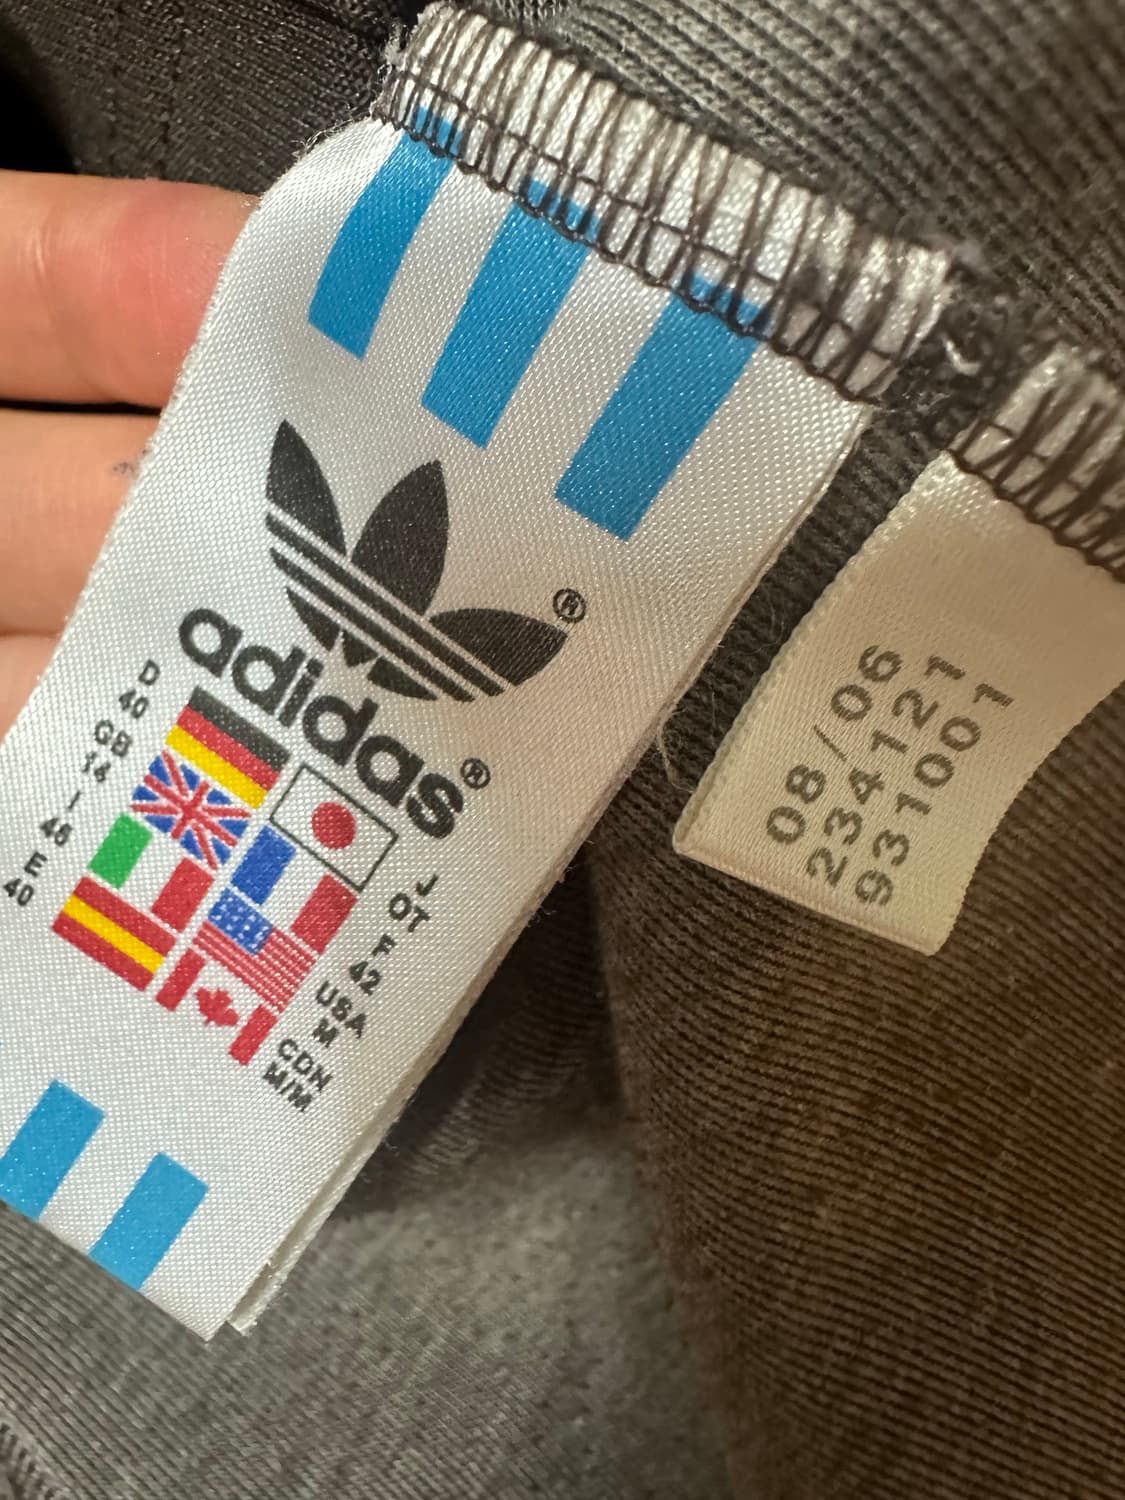 adidas®
®
D
40
GB
14
I
46
E
40
J
OT
F
42
USA
M
CDN
M/M
08/06
234121
931001